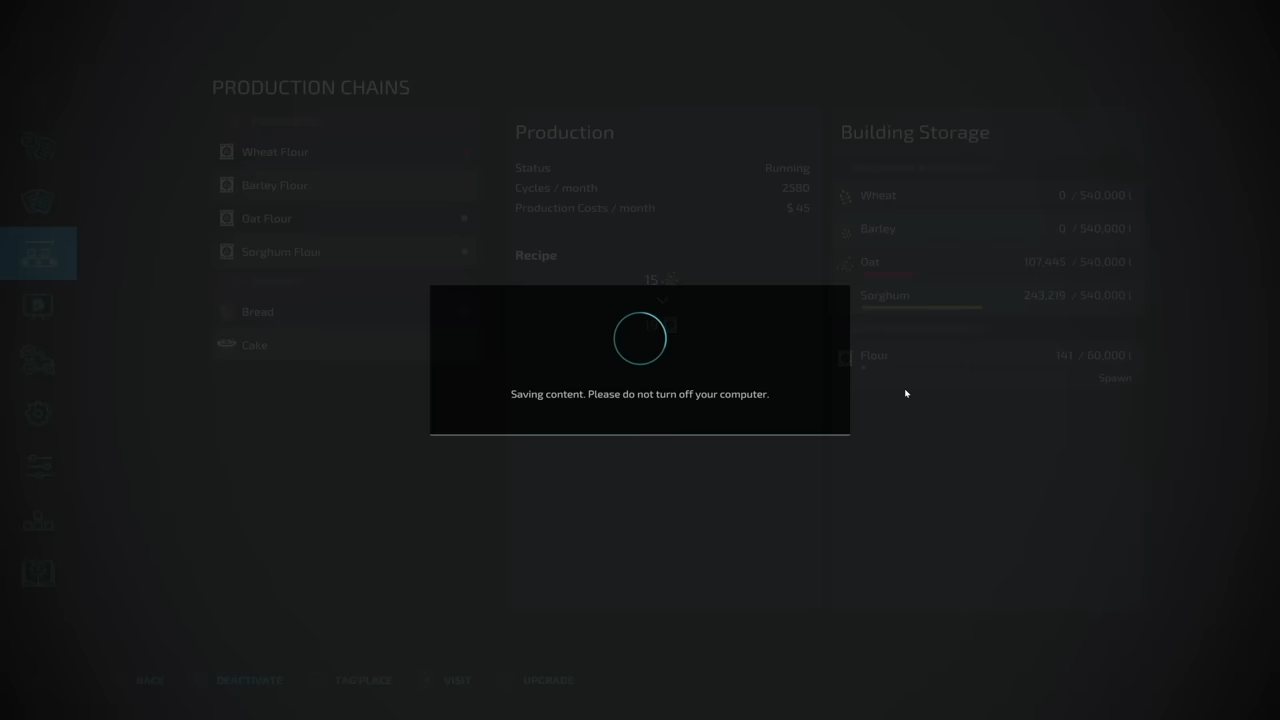 PRODUCTION CHAINS
Wheat Flour
Barley Flour
Oat Flour
Sorghum Flour
Bread
Cake
Production
Status Running
Cycles / month 2580
Production Costs / month $ 45
Recipe
15
Building Storage
Wheat 0 / 540,000 l
Barley 0 / 540,000 l
Oat 107,445 / 540,000 l
Sorghum 243,219 / 540,000 l
Flour 141 / 60,000 l
Spawn
Saving content. Please do not turn off your computer.
BACK DEACTIVATE TAG PLACE VISIT UPGRADE